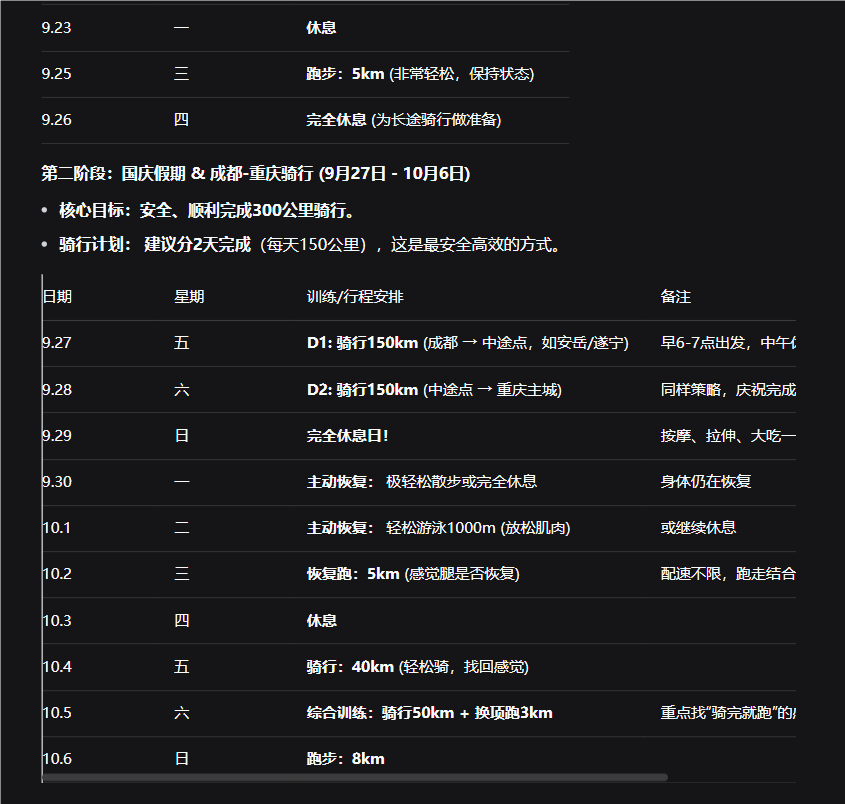 9.23 一 休息
9.25 三 跑步：5km (非常轻松，保持状态)
9.26 四 完全休息 (为长途骑行做准备)
第二阶段：国庆假期 & 成都-重庆骑行 (9月27日 - 10月6日)
• 核心目标：安全、顺利完成300公里骑行。
• 骑行计划： 建议分2天完成（每天150公里），这是最安全高效的方式。
日期 星期 训练/行程安排 备注
9.27 五 D1: 骑行150km (成都 → 中途点，如安岳/遂宁) 早6-7点出发，中午
9.28 六 D2: 骑行150km (中途点 → 重庆主城) 同样策略，庆祝完成
9.29 日 完全休息日！ 按摩、拉伸、大吃一
9.30 一 主动恢复： 极轻松散步或完全休息 身体仍在恢复
10.1 二 主动恢复： 轻松游泳1000m (放松肌肉) 或继续休息
10.2 三 恢复跑：5km (感觉腿是否恢复) 配速不限，跑走结合
10.3 四 休息
10.4 五 骑行：40km (轻松骑，找回感觉)
10.5 六 综合训练：骑行50km + 换项跑3km 重点找“骑完就跑”的
10.6 日 跑步：8km